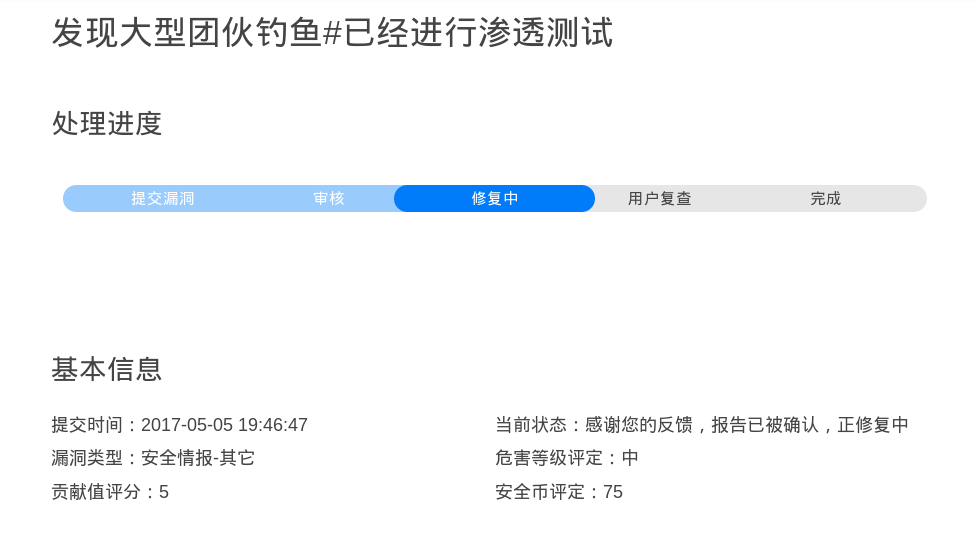 发现大型团伙钓鱼#已经进行渗透测试
处理进度
提交漏洞 审核 修复中 用户复查 完成
基本信息
提交时间：2017-05-05 19:46:47 当前状态：感谢您的反馈，报告已被确认，正修复中
漏洞类型：安全情报-其它 危害等级评定：中
贡献值评分：5 安全币评定：75